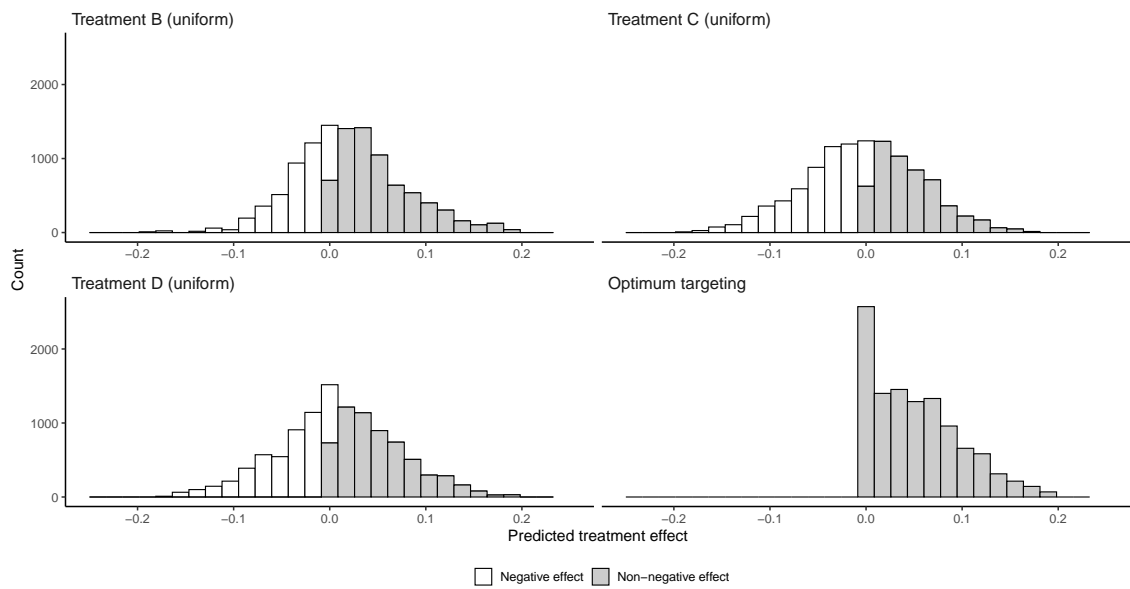 Treatment B (uniform)
Treatment C (uniform)
2000
1000
0
−0.2 −0.1 0.0 0.1 0.2
−0.2 −0.1 0.0 0.1 0.2
Count
Treatment D (uniform)
Optimum targeting
2000
1000
0
−0.2 −0.1 0.0 0.1 0.2
−0.2 −0.1 0.0 0.1 0.2
Predicted treatment effect
Negative effect
Non−negative effect